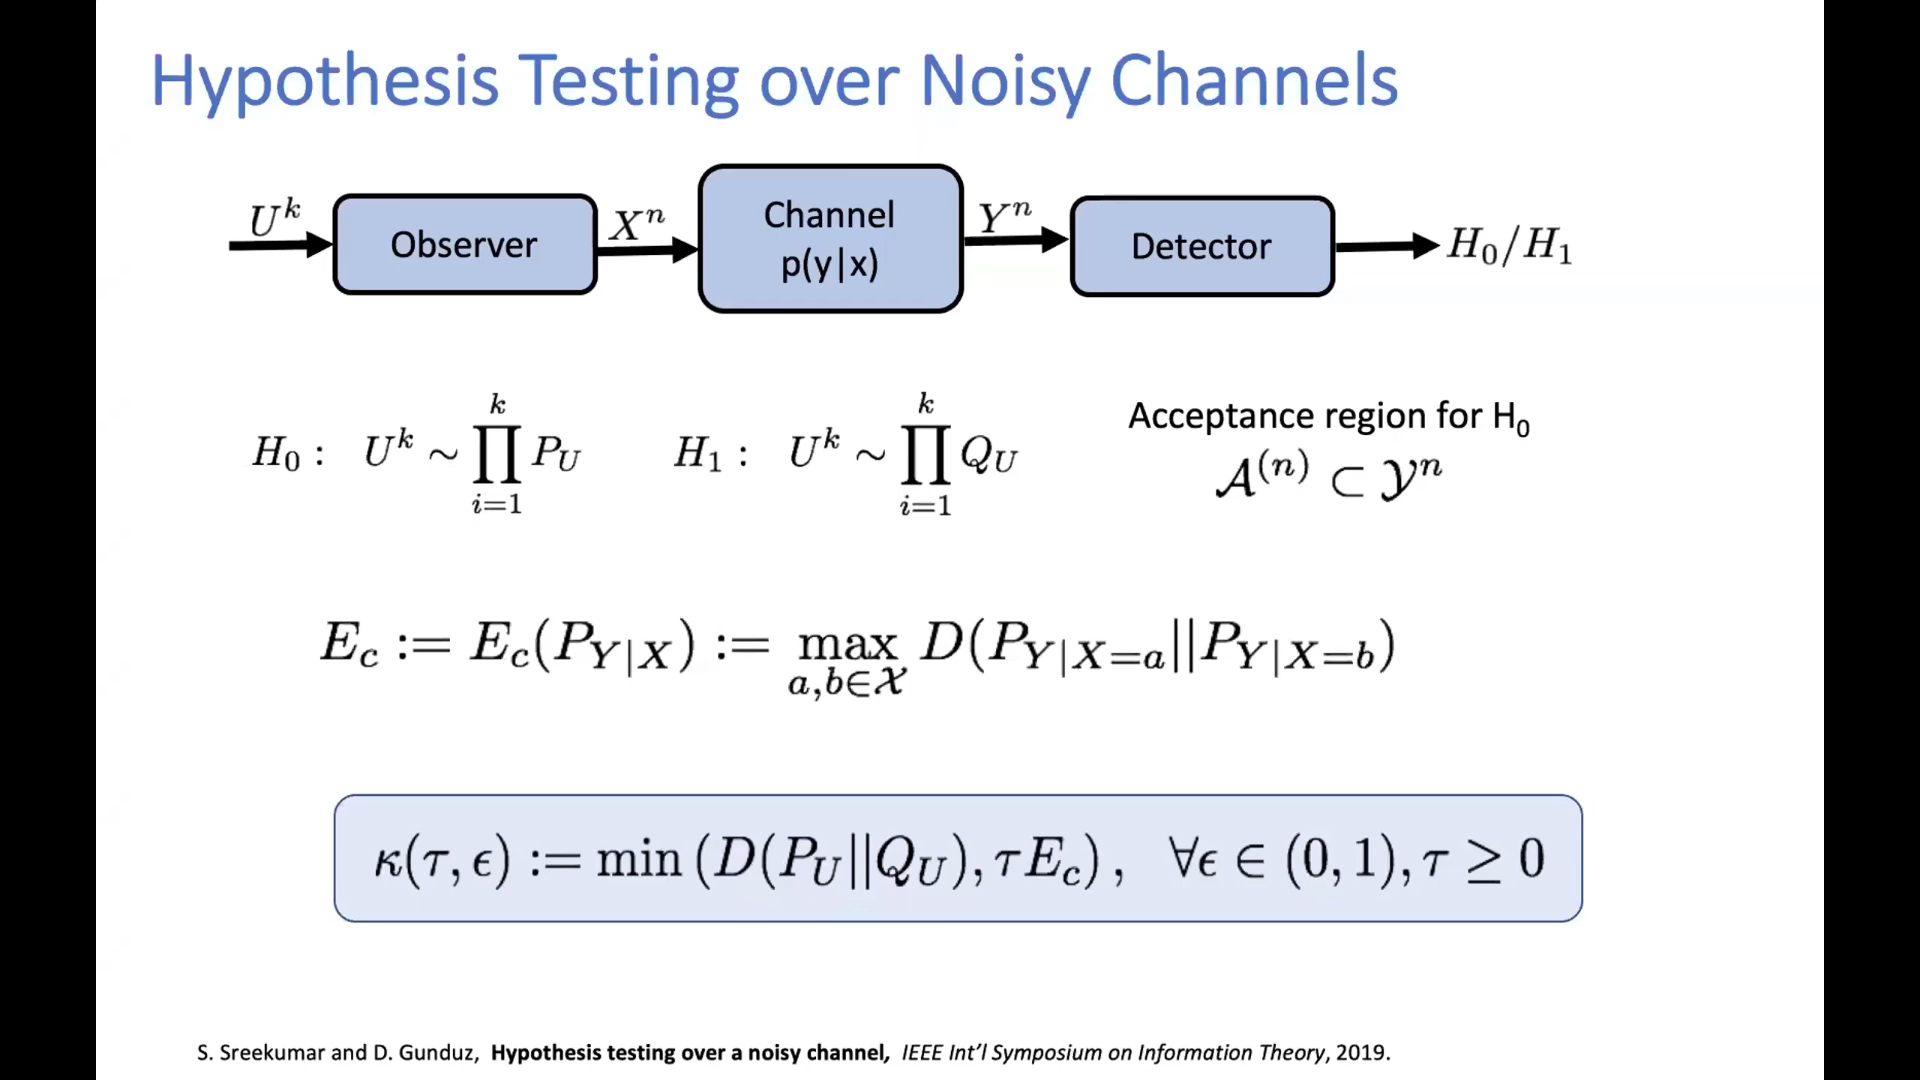 Hypothesis Testing over Noisy Channels
U^k
Observer
X^n
Channel
p(y|x)
Y^n
Detector
H_0/H_1
H_0 : U^k ∼ ∏_{i=1}^{k} P_U
H_1 : U^k ∼ ∏_{i=1}^{k} Q_U
Acceptance region for H_0
𝒜^{(n)} ⊂ 𝒴^n
E_c := E_c(P_{Y|X}) := max_{a,b∈𝒳} D(P_{Y|X=a}||P_{Y|X=b})
κ(τ, ϵ) := min (D(P_U||Q_U), τE_c) , ∀ϵ ∈ (0, 1), τ ≥ 0
S. Sreekumar and D. Gunduz, Hypothesis testing over a noisy channel, IEEE Int'l Symposium on Information Theory, 2019.